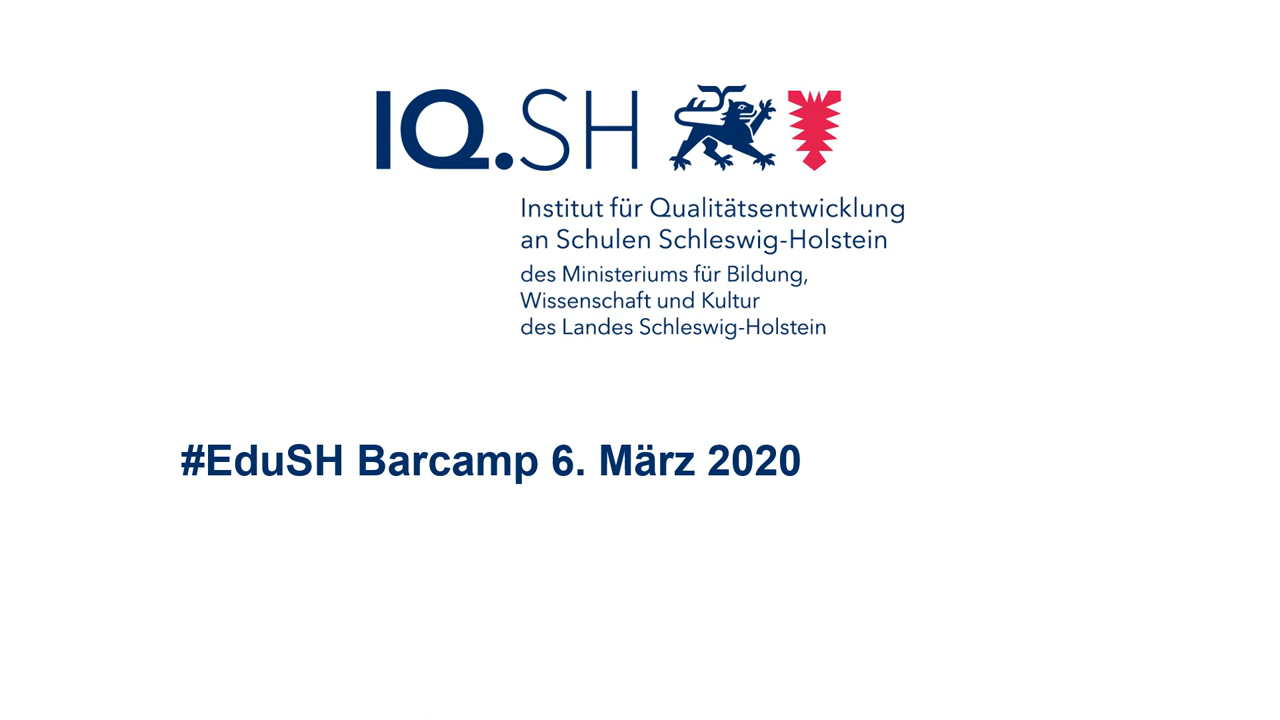 IQ.SH
Institut für Qualitätsentwicklung
an Schulen Schleswig-Holstein
des Ministeriums für Bildung,
Wissenschaft und Kultur
des Landes Schleswig-Holstein
#EduSH Barcamp 6. März 2020